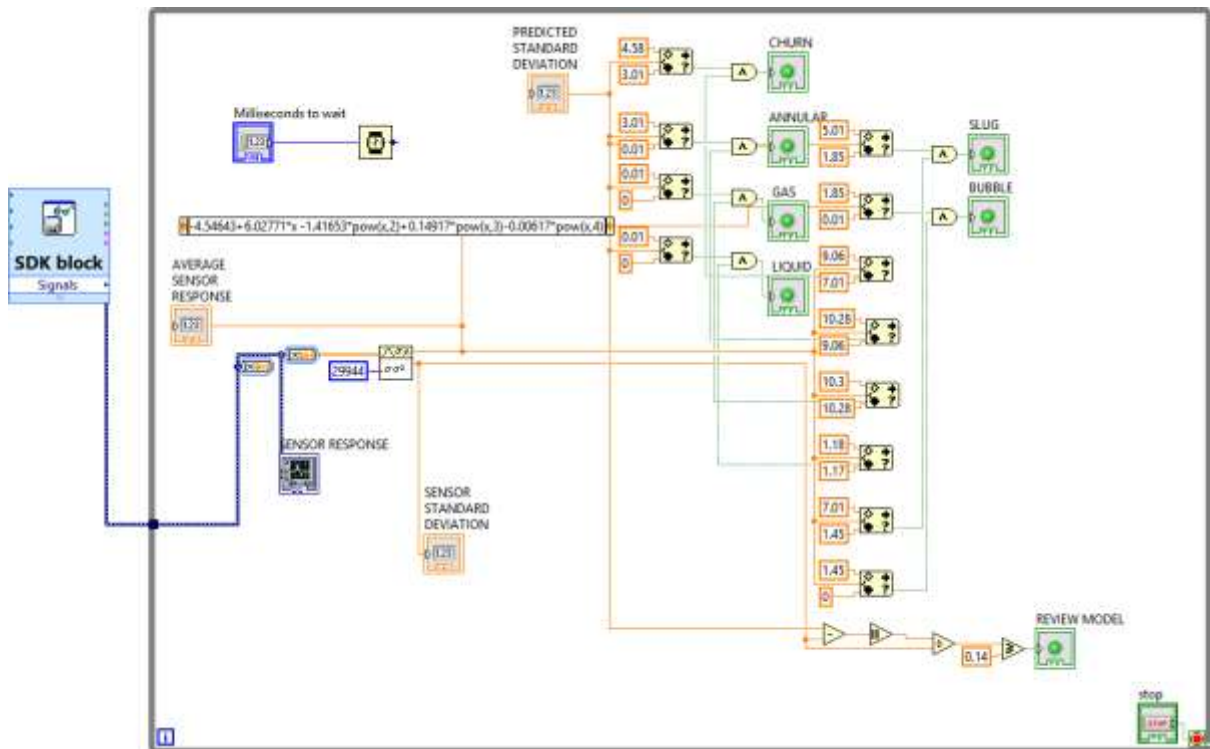 PREDICTED
STANDARD
DEVIATION
4.58
3.01
CHURN
Milliseconds to wait
3.01
0.01
ANNULAR
5.01
1.85
SLUG
0.01
0
GAS
1.85
0.01
BUBBLE
SDK block
Signals
-4.54643+6.02771*x -1.41653*pow(x,2)+0.14917*pow(x,3)-0.00617*pow(x,4)
0.01
0
LIQUID
9.06
7.01
AVERAGE
SENSOR
RESPONSE
10.28
9.06
29944
10.3
10.28
SENSOR RESPONSE
1.18
1.17
SENSOR
STANDARD
DEVIATION
7.01
1.45
1.45
0
REVIEW MODEL
0.14
stop
STOP
i